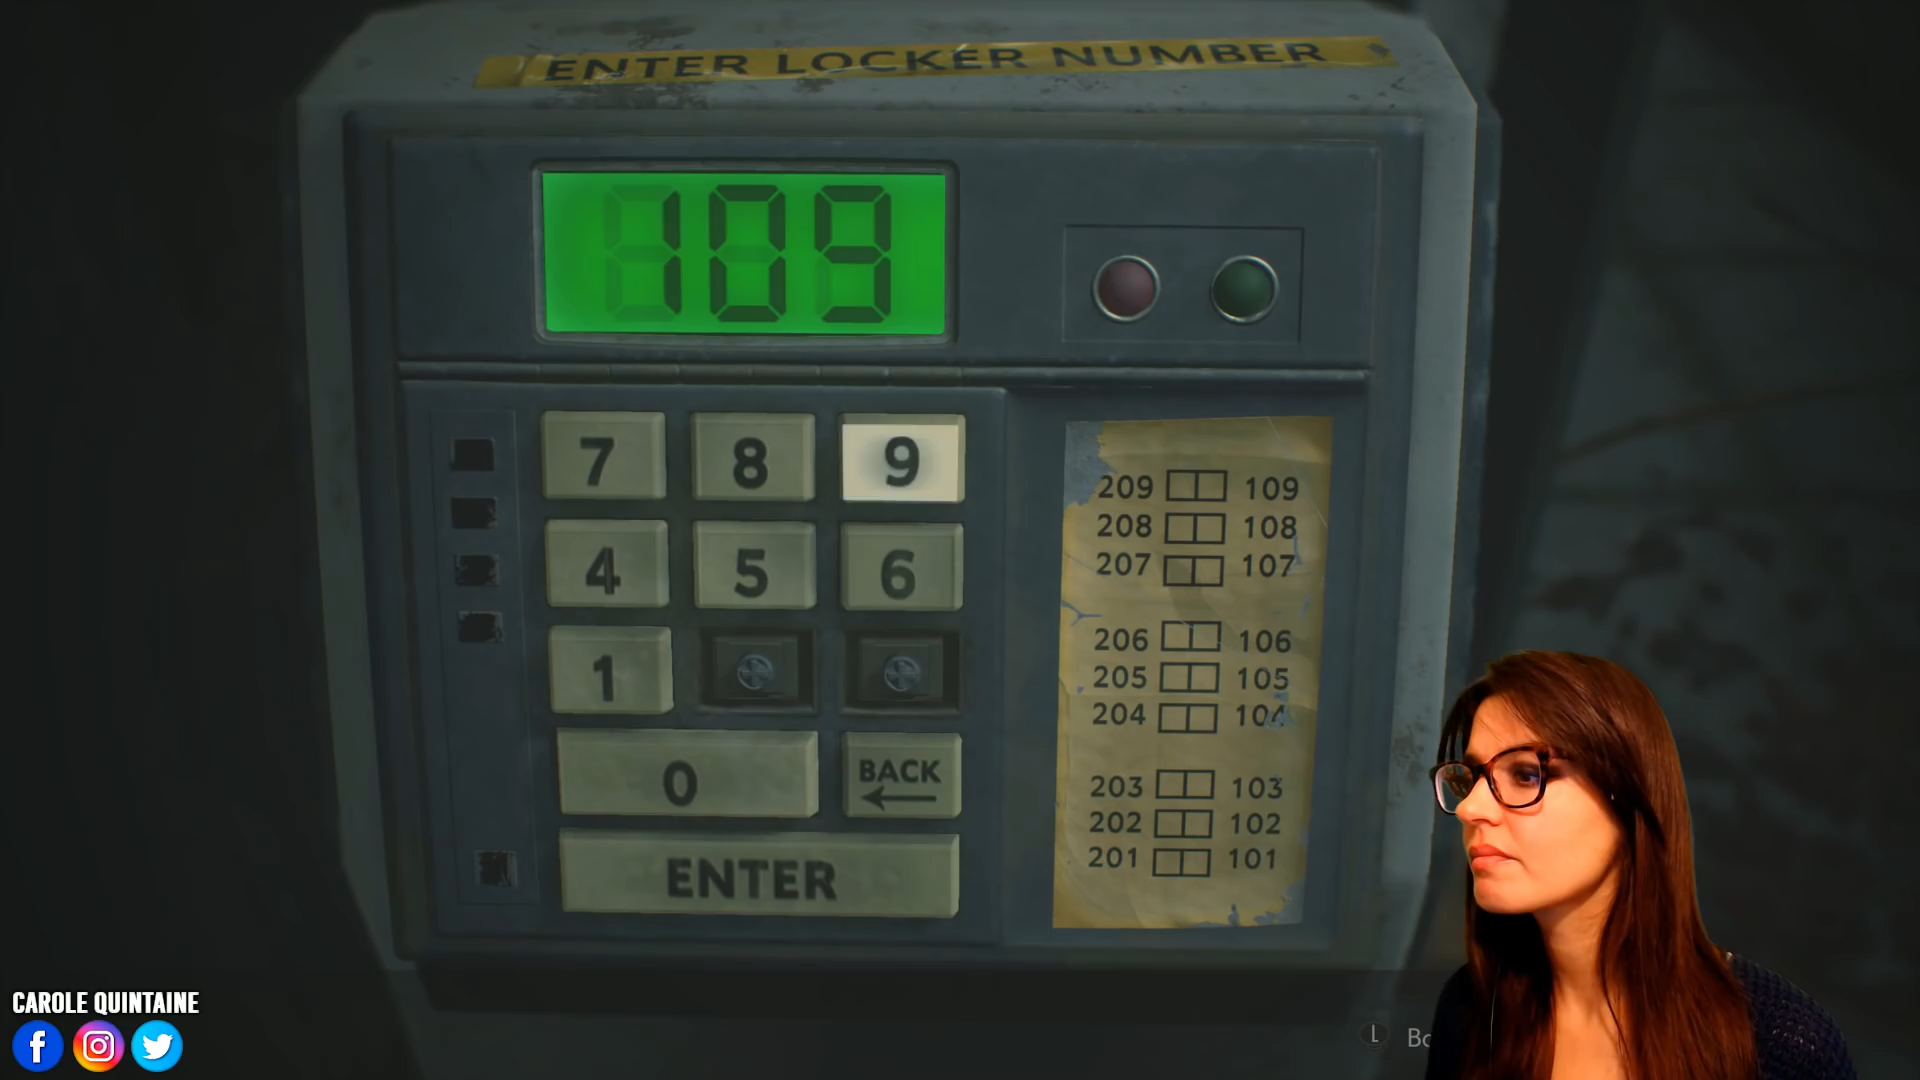 ENTER LOCKER NUMBER
109
7 8 9
4 5 6
1
0 BACK
ENTER
209 109
208 108
207 107
206 106
205 105
204 104
203 103
202 102
201 101
CAROLE QUINTAINE
L